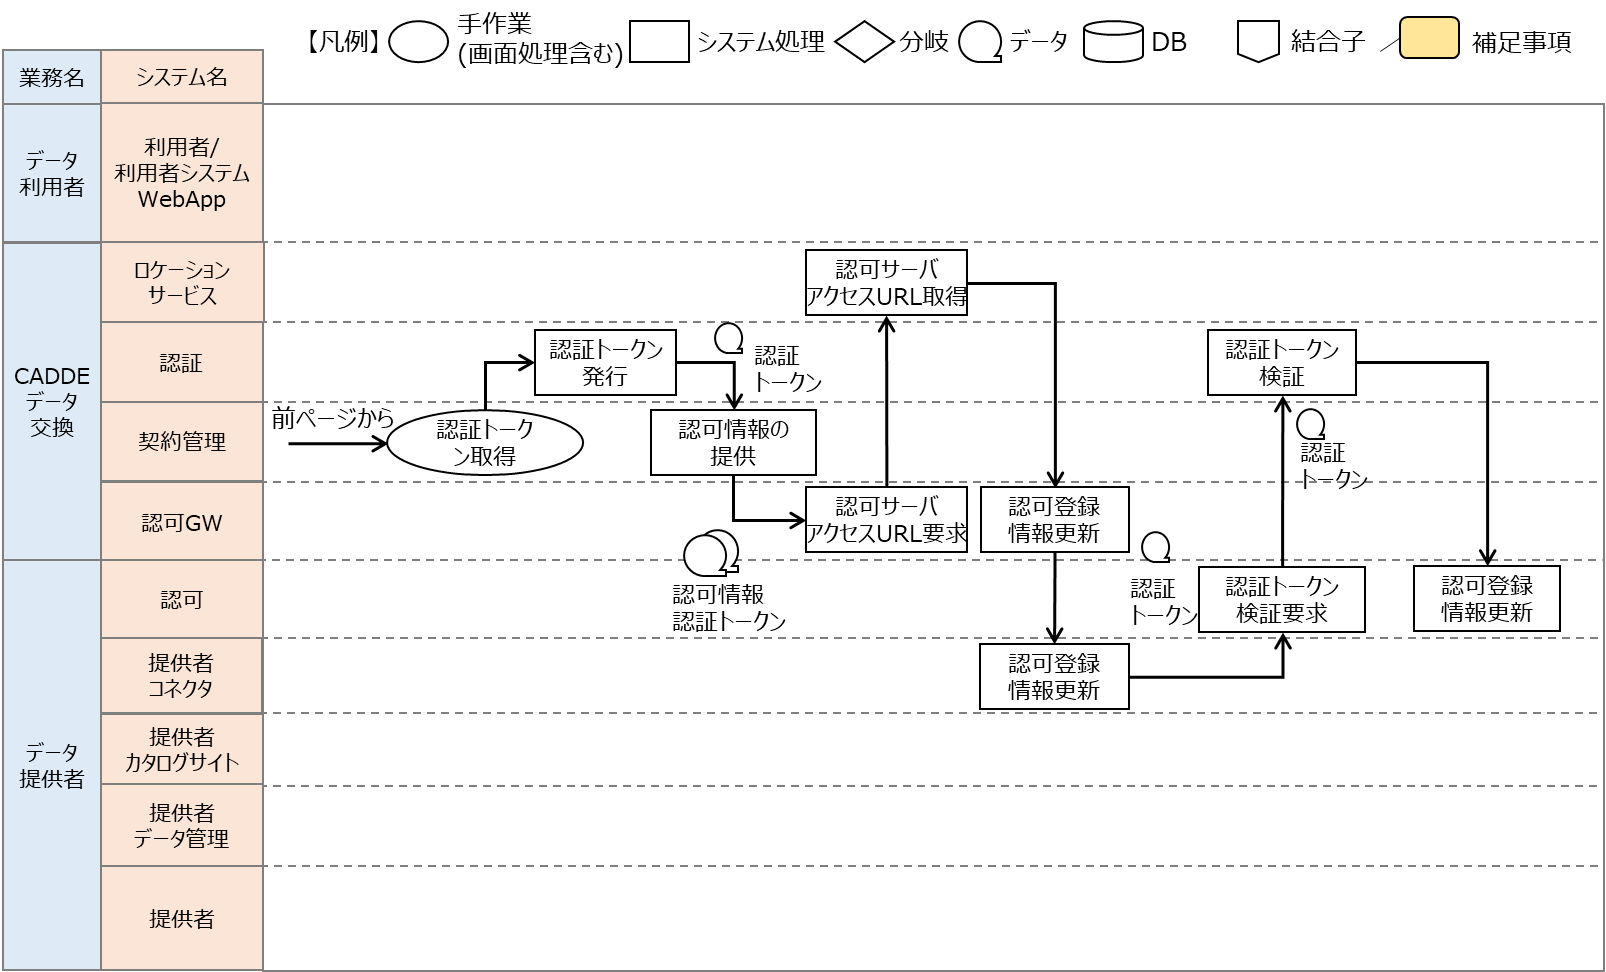 【凡例】
手作業
(画面処理含む)
システム処理
分岐
データ
DB
結合子
補足事項
業務名
システム名
データ
利用者
利用者/
利用者システム
WebApp
CADDE
データ
交換
ロケーション
サービス
認証
契約管理
認可GW
データ
提供者
認可
提供者
コネクタ
提供者
カタログサイト
提供者
データ管理
提供者
前ページから
認証トーク
ン取得
認証トークン
発行
認証
トークン
認可情報の
提供
認可情報
認証トークン
認可サーバ
アクセスURL要求
認可サーバ
アクセスURL取得
認可登録
情報更新
認可登録
情報更新
認証
トークン
認証トークン
検証要求
認証
トークン
認証トークン
検証
認可登録
情報更新